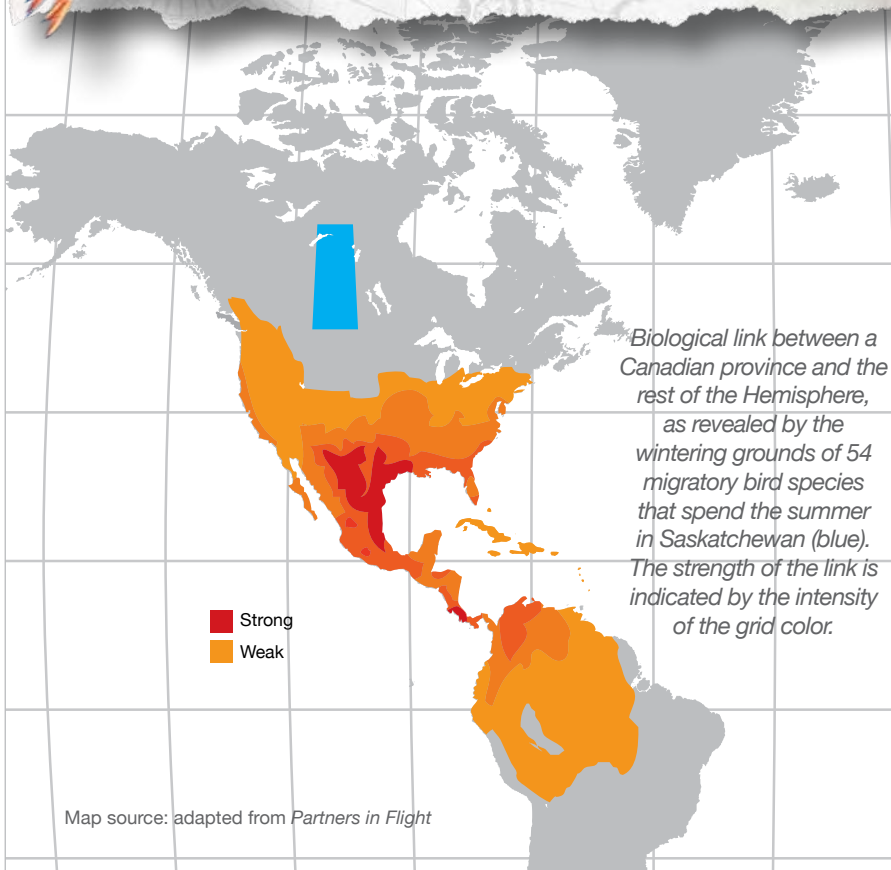 Biological link between a
Canadian province and the
rest of the Hemisphere,
as revealed by the
wintering grounds of 54
migratory bird species
that spend the summer
in Saskatchewan (blue).
The strength of the link is
indicated by the intensity
of the grid color.
Strong
Weak
Map source: adapted from Partners in Flight